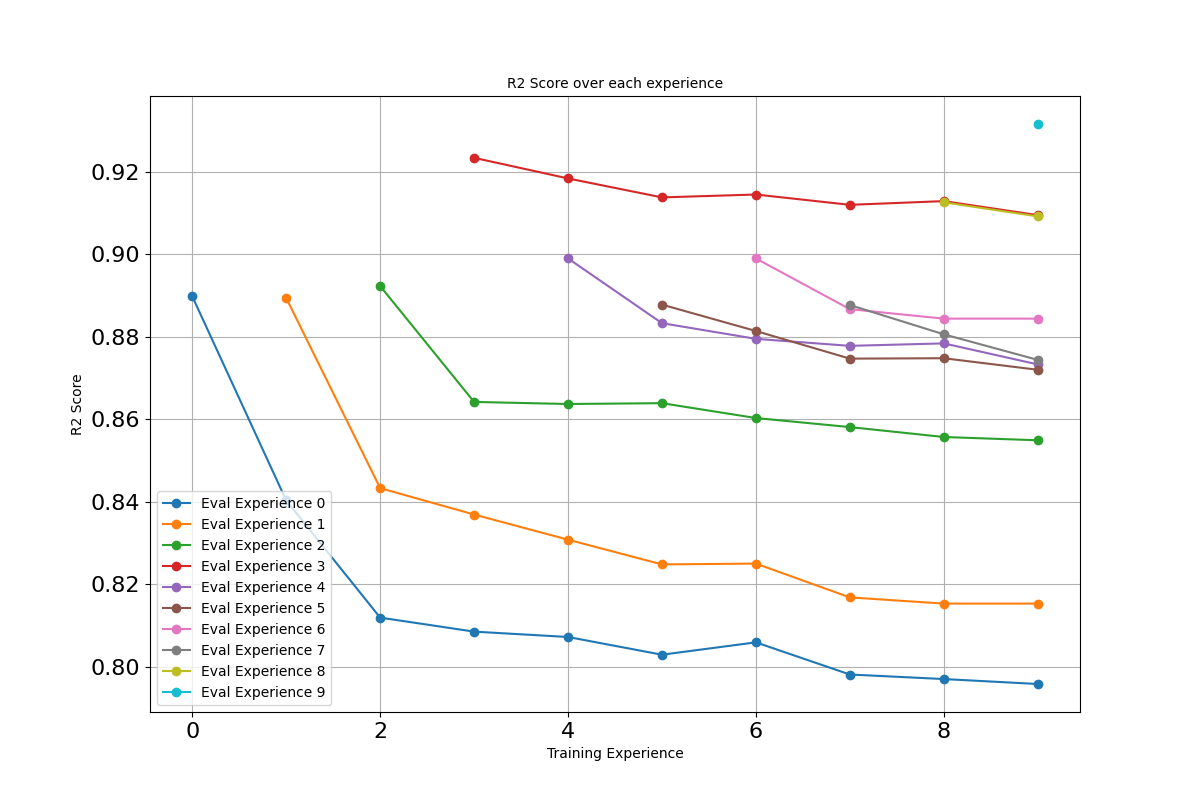 R2 Score over each experience
R2 Score
0.92
0.90
0.88
0.86
0.84
0.82
0.80
Eval Experience 0
Eval Experience 1
Eval Experience 2
Eval Experience 3
Eval Experience 4
Eval Experience 5
Eval Experience 6
Eval Experience 7
Eval Experience 8
Eval Experience 9
0 2 4 6 8
Training Experience